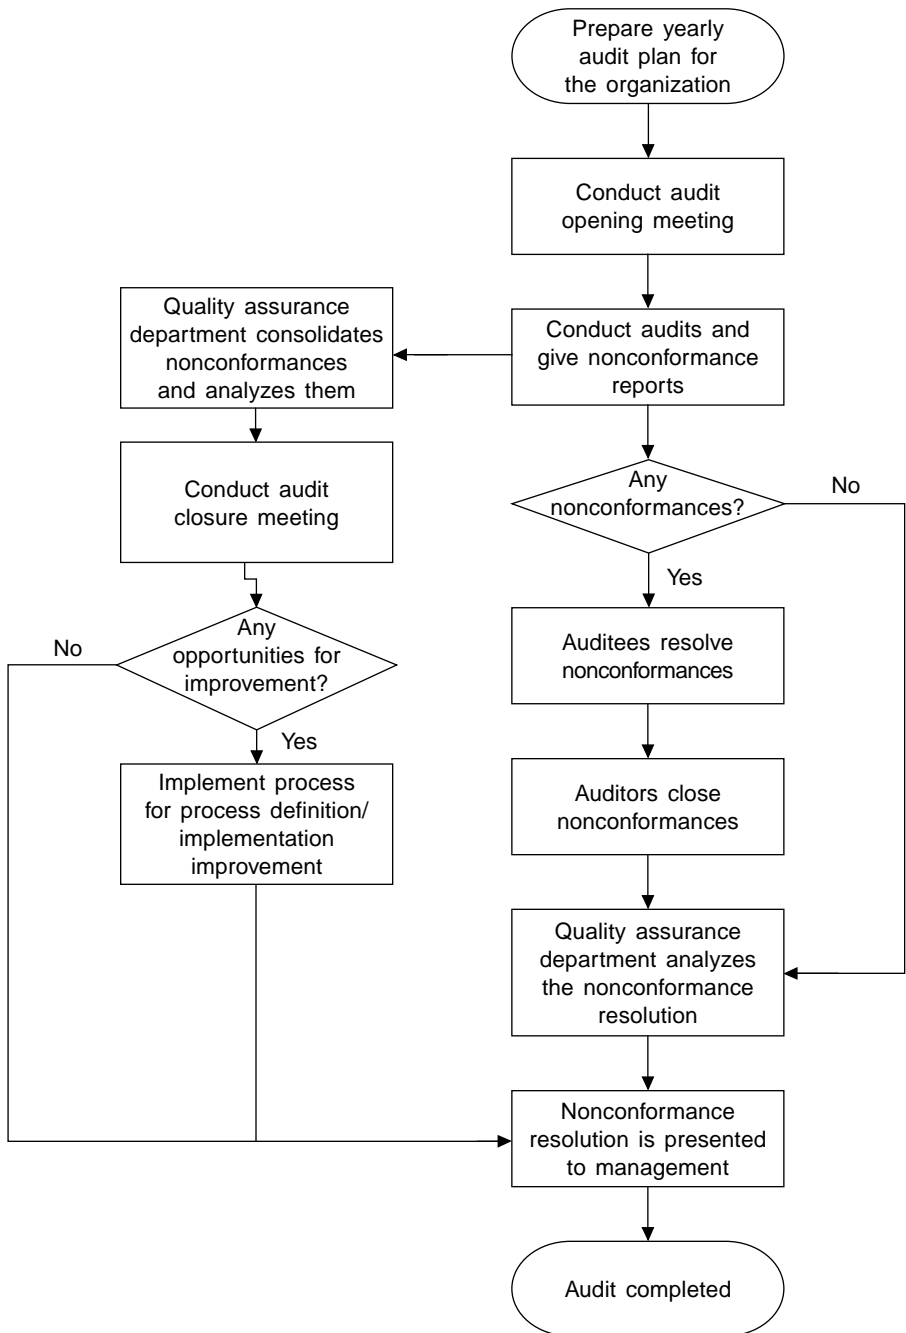 Prepare yearly
audit plan for
the organization
Conduct audit
opening meeting
Quality assurance
department consolidates
nonconformances
and analyzes them
Conduct audits and
give nonconformance
reports
Conduct audit
closure meeting
Any
nonconformances?
No
Yes
Any
opportunities for
improvement?
No
Yes
Auditees resolve
nonconformances
Implement process
for process definition/
implementation
improvement
Auditors close
nonconformances
Quality assurance
department analyzes
the nonconformance
resolution
Nonconformance
resolution is presented
to management
Audit completed